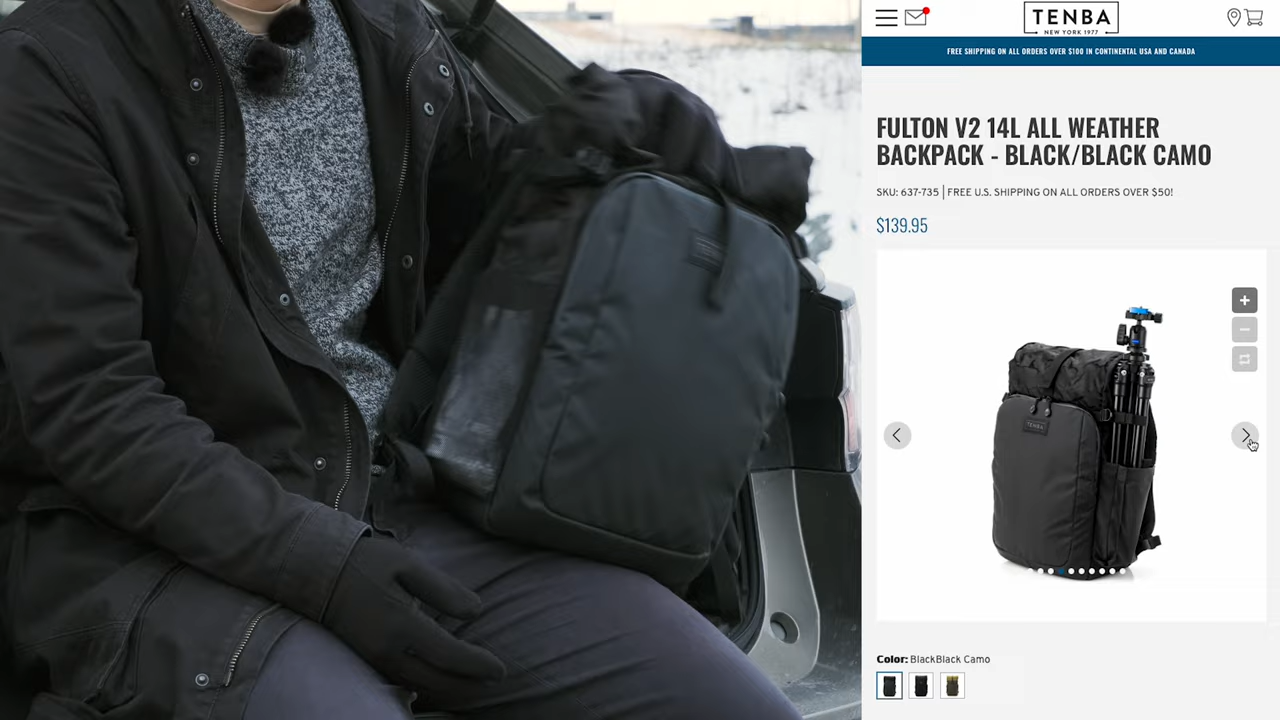 TENBA
NEW YORK 1977
FREE SHIPPING ON ALL ORDERS OVER $100 IN CONTINENTAL USA AND CANADA
FULTON V2 14L ALL WEATHER
BACKPACK - BLACK/BLACK CAMO
SKU: 637-735 | FREE U.S. SHIPPING ON ALL ORDERS OVER $50!
$139.95
TENBA
Color: BlackBlack Camo